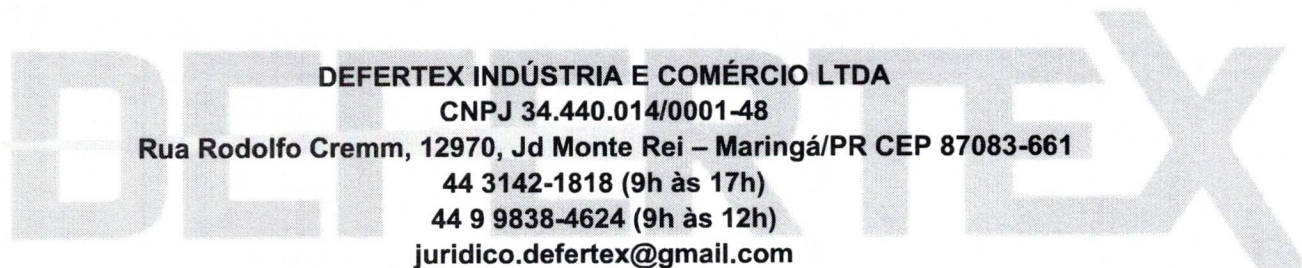 DEFERTEX
DEFERTEX INDÚSTRIA E COMÉRCIO LTDA
CNPJ 34.440.014/0001-48
Rua Rodolfo Cremm, 12970, Jd Monte Rei – Maringá/PR CEP 87083-661
44 3142-1818 (9h às 17h)
44 9 9838-4624 (9h às 12h)
juridico.defertex@gmail.com